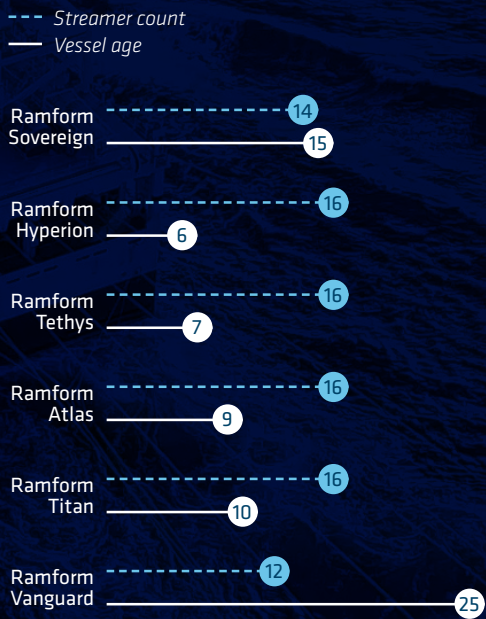 Streamer count
Vessel age
14
Ramform
Sovereign
15
16
Ramform
Hyperion
6
16
Ramform
Tethys
7
16
Ramform
Atlas
9
16
Ramform
Titan
10
12
Ramform
Vanguard
25